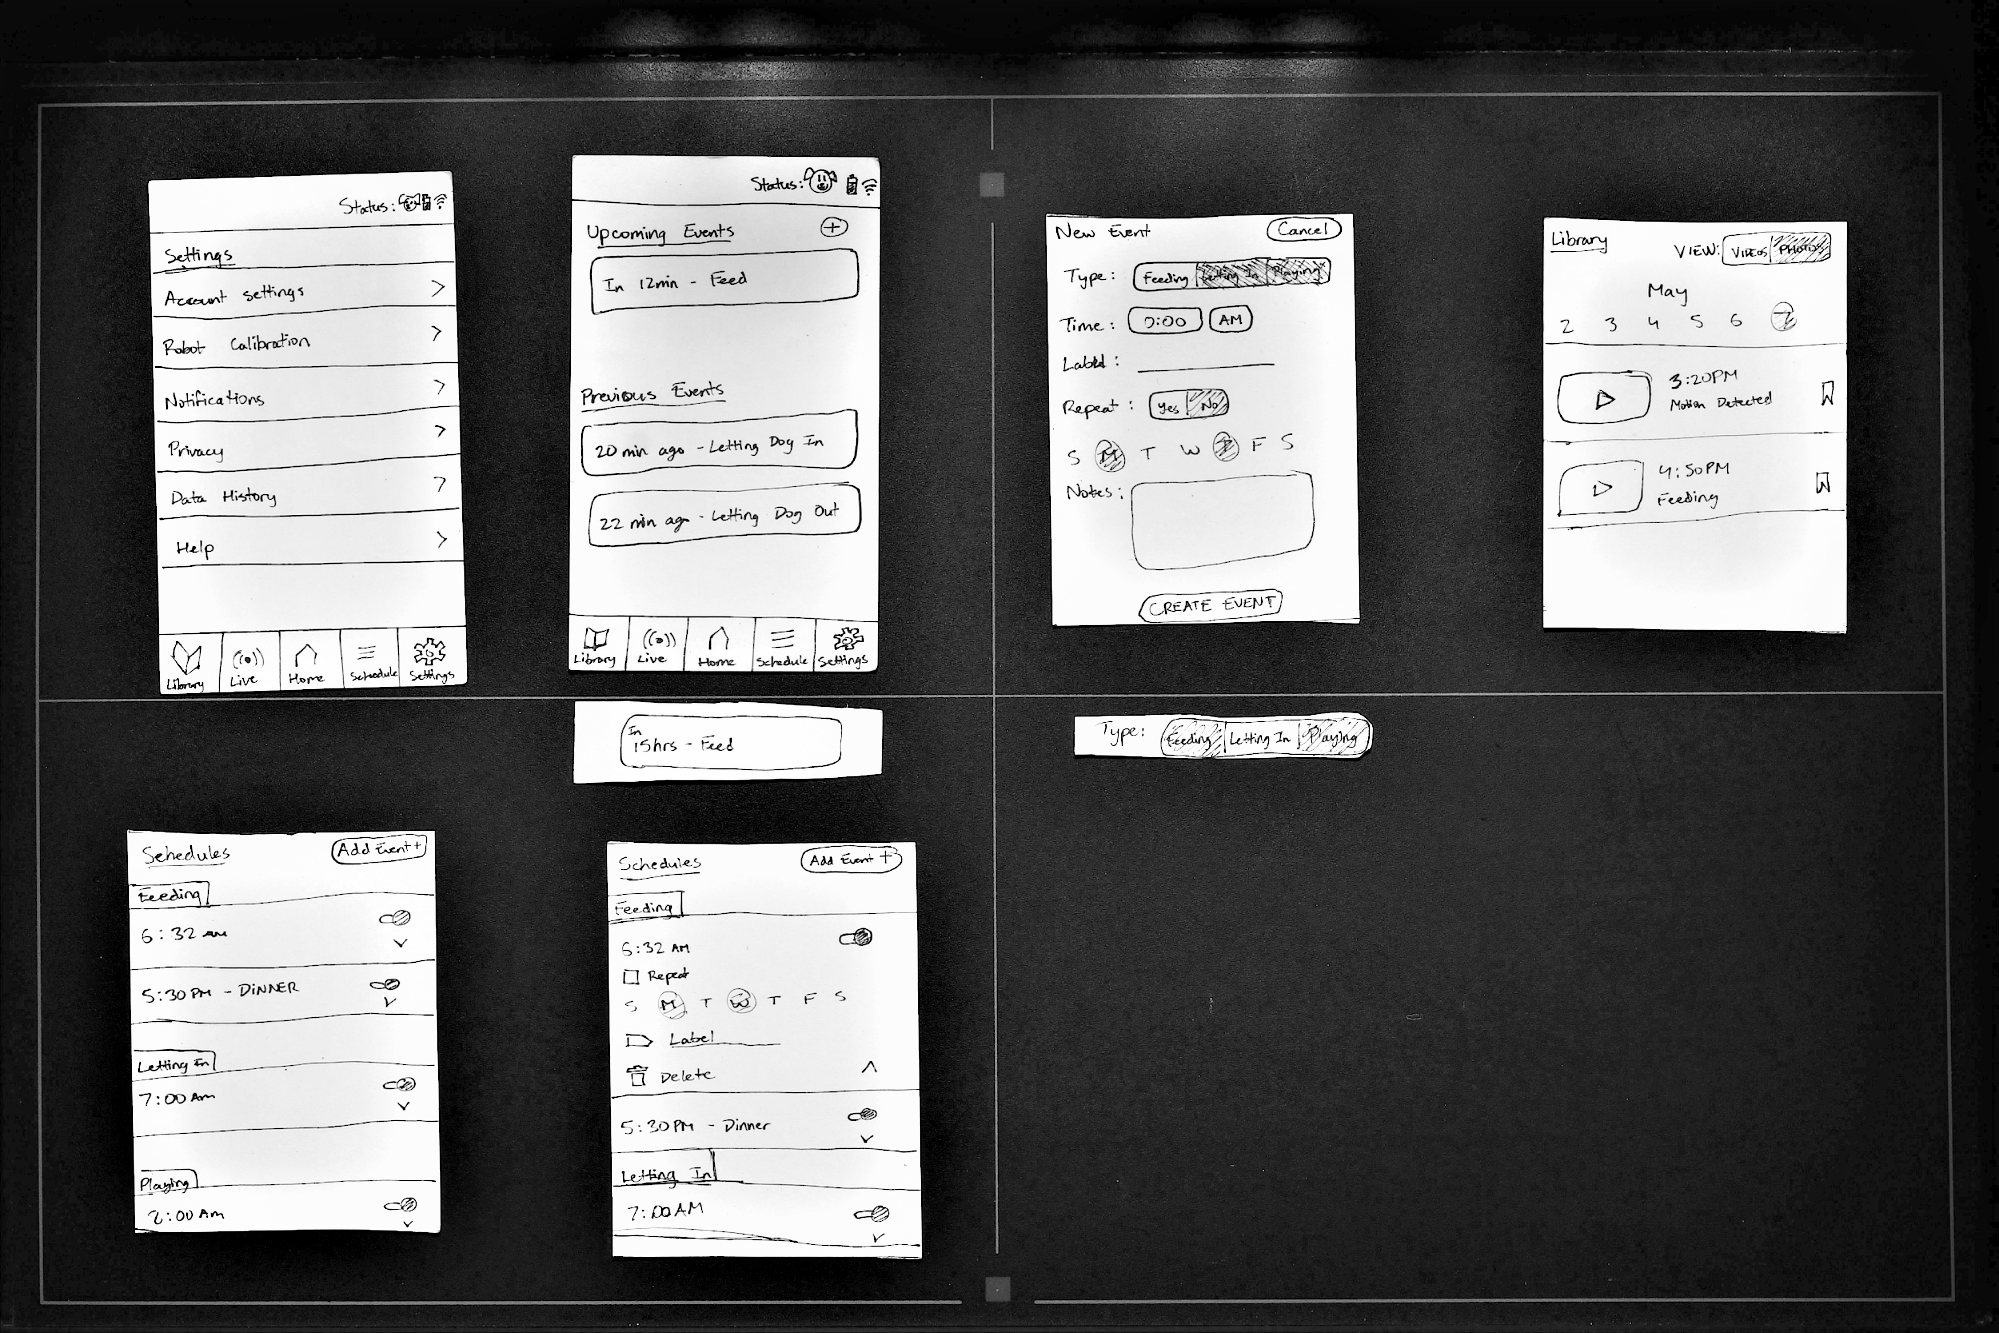 Status:
Settings
Account settings
Robot Calibration
Notifications
Privacy
Data History
Help
Library Live Home Schedule Settings
Status:
Upcoming Events +
In 12min - Feed
Previous Events
20 min ago - Letting Dog In
22 min ago - Letting Dog Out
Library Live Home Schedule Settings
New Event Cancel
Type: Feeding Letting In Playing
Time: AM
Label:
Repeat: Yes No
S M T W T F S
Notes:
CREATE EVENT
Library VIEW: VIDEOS PHOTOS
May
2 3 4 5 6 7
3:20PM
Motion Detected
4:50PM
Feeding
In
15hrs - Feed
Type: Feeding Letting In Playing
Schedules Add Event +
Feeding
6:32 am
5:30 PM - DINNER
Letting In
7:00 Am
Playing
2:00 Am
Schedules Add Event +
Feeding
6:32 AM
Repeat
S M T W T F S
Label
Delete
5:30 PM - Dinner
Letting In
7:00 AM